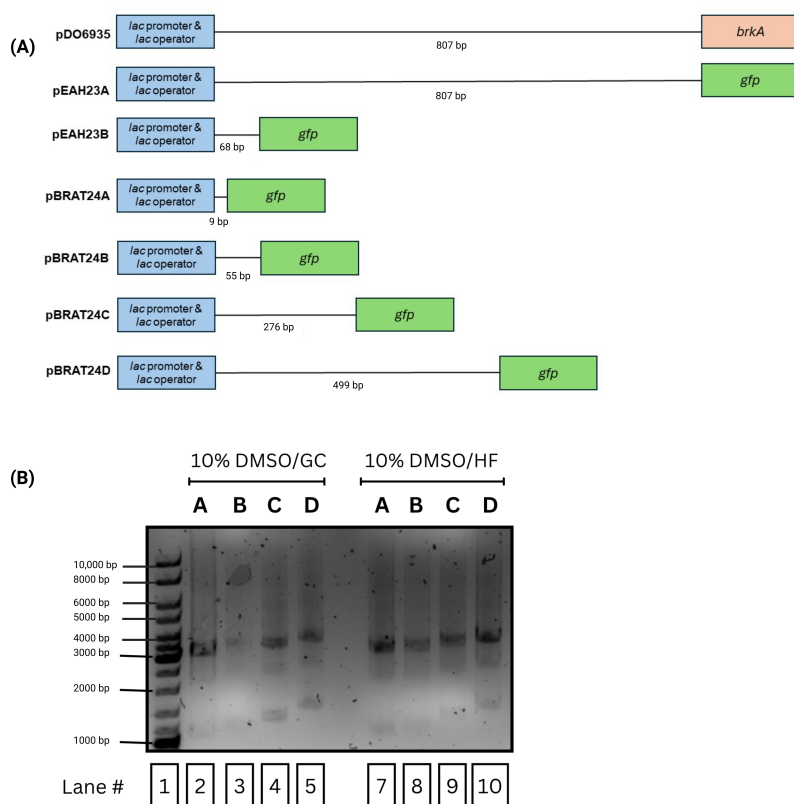 (A)
pDO6935
lac promoter &
lac operator
807 bp
brkA
pEAH23A
lac promoter &
lac operator
807 bp
gfp
pEAH23B
lac promoter &
lac operator
68 bp
gfp
pBRAT24A
lac promoter &
lac operator
9 bp
gfp
pBRAT24B
lac promoter &
lac operator
55 bp
gfp
pBRAT24C
lac promoter &
lac operator
276 bp
gfp
pBRAT24D
lac promoter &
lac operator
499 bp
gfp
(B)
10% DMSO/GC 10% DMSO/HF
A B C D A B C D
10,000 bp
8000 bp
6000 bp
5000 bp
4000 bp
3000 bp
2000 bp
1000 bp
Lane # 1 2 3 4 5 7 8 9 10